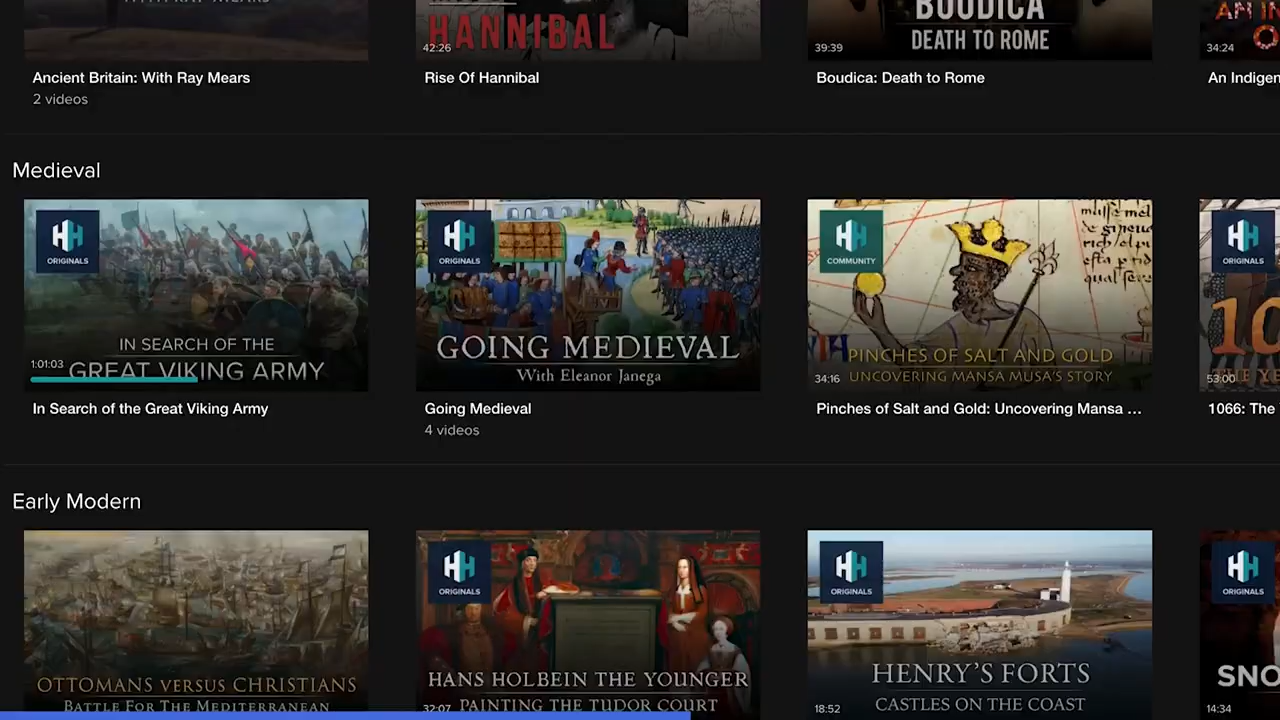 WITH RAY MEARS
Ancient Britain: With Ray Mears
2 videos
HANNIBAL
42:26
Rise Of Hannibal
BOUDICA
DEATH TO ROME
39:39
Boudica: Death to Rome
34:24
An Indigen
Medieval
ORIGINALS
IN SEARCH OF THE
GREAT VIKING ARMY
1:01:03
In Search of the Great Viking Army
ORIGINALS
GOING MEDIEVAL
With Eleanor Janega
Going Medieval
4 videos
COMMUNITY
PINCHES OF SALT AND GOLD
UNCOVERING MANSA MUSA'S STORY
34:16
Pinches of Salt and Gold: Uncovering Mansa ...
ORIGINALS
10
53:00
1066: The
Early Modern
OTTOMANS VERSUS CHRISTIANS
BATTLE FOR THE MEDITERRANEAN
ORIGINALS
HANS HOLBEIN THE YOUNGER
PAINTING THE TUDOR COURT
32:07
ORIGINALS
HENRY'S FORTS
CASTLES ON THE COAST
18:52
ORIGINALS
SNO
14:34